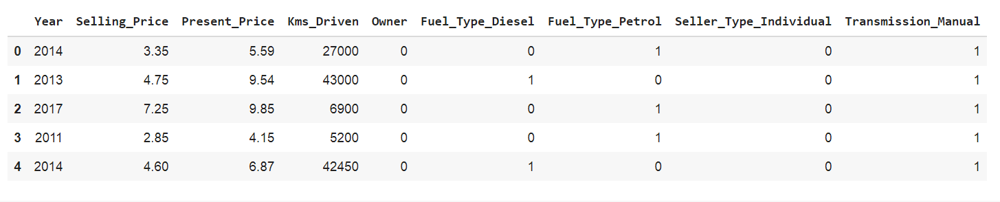 Year Selling_Price Present_Price Kms_Driven Owner Fuel_Type_Diesel Fuel_Type_Petrol Seller_Type_Individual Transmission_Manual
0 2014 3.35 5.59 27000 0 0 1 0 1
1 2013 4.75 9.54 43000 0 1 0 0 1
2 2017 7.25 9.85 6900 0 0 1 0 1
3 2011 2.85 4.15 5200 0 0 1 0 1
4 2014 4.60 6.87 42450 0 1 0 0 1